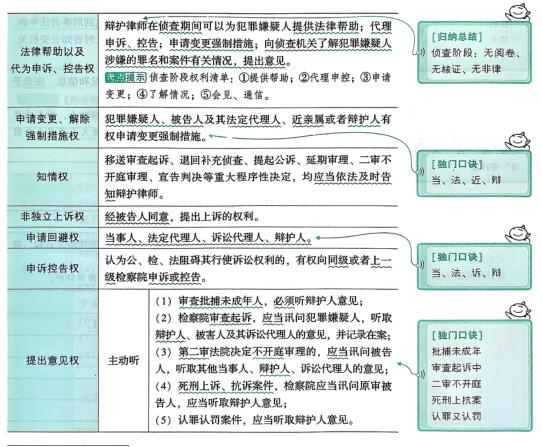 法律帮助以及
代为申诉、控告权
辩护律师在侦查期间可以为犯罪嫌疑人提供法律帮助；代理
申诉、控告；申请变更强制措施；向侦查机关了解犯罪嫌疑人
涉嫌的罪名和案件有关情况，提出意见。
考点提示 侦查阶段权利清单：①提供帮助；②代理申控；③申请
变更；④了解情况；⑤会见、通信。
[归纳总结]
侦查阶段：无阅卷、
无核证、无非律
申请变更、解除
强制措施权
犯罪嫌疑人、被告人及其法定代理人、近亲属或者辩护人有
权申请变更强制措施。
知情权
移送审查起诉、退回补充侦查、提起公诉、延期审理、二审不
开庭审理、宣告判决等重大程序性决定，均应当依法及时告
知辩护律师。
[独门口诀]
当、法、近、辩
非独立上诉权
经被告人同意，提出上诉的权利。
申请回避权
当事人、法定代理人、诉讼代理人、辩护人。
[独门口诀]
当、法、诉、辩
申诉控告权
认为公、检、法阻碍其行使诉讼权利的，有权向同级或者上一
级检察院申诉或控告。
提出意见权
主动听
（1）审查批捕未成年人，必须听辩护人意见；
（2）检察院审查起诉，应当讯问犯罪嫌疑人，听取
辩护人、被害人及其诉讼代理人的意见，并记录在案；
（3）第二审法院决定不开庭审理的，应当讯问被告
人，听取其他当事人、辩护人、诉讼代理人的意见；
（4）死刑上诉、抗诉案件，检察院应当讯问原审被
告人，应当听取辩护人意见；
（5）认罪认罚案件，应当听取辩护人意见。
[独门口诀]
批捕未成年
审查起诉中
二审不开庭
死刑上抗案
认罪又认罚